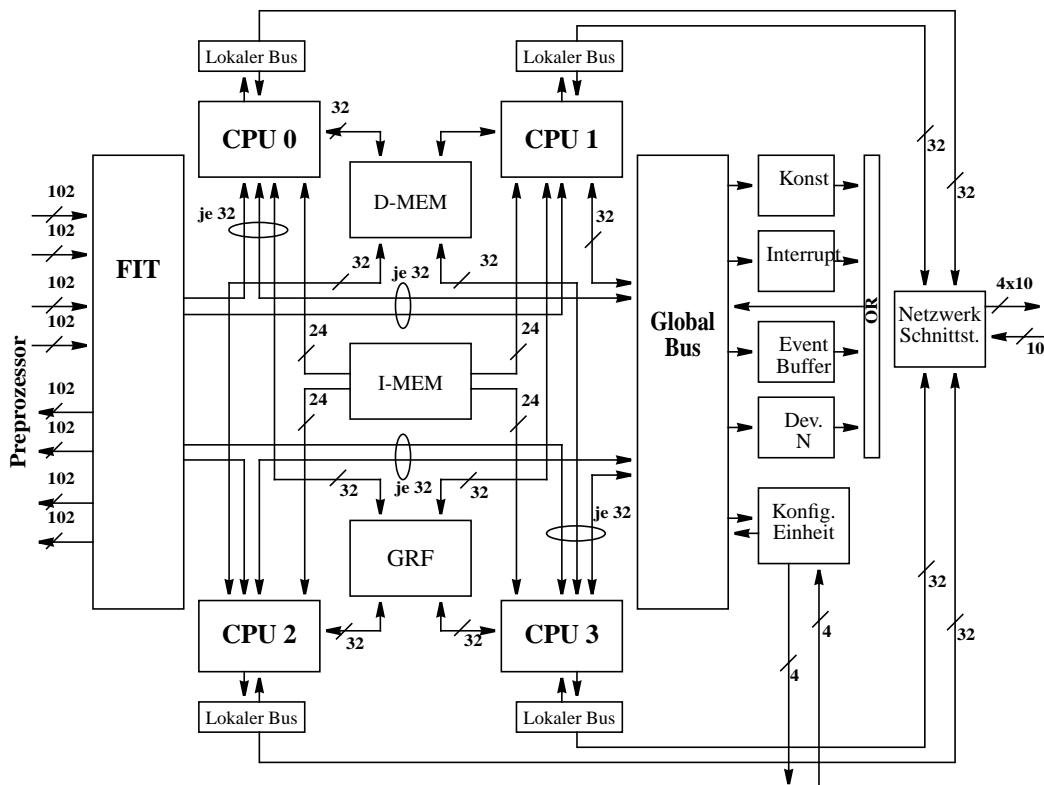 Lokaler Bus
Lokaler Bus
CPU 0
32
CPU 1
32
32
D-MEM
Konst
102
102
102
102
FIT
je 32
32
Interrupt
32
je 32
32
Global
Bus
OR
4x10
Netzwerk
Schnittst.
10
24
24
Event
Buffer
I-MEM
24
24
Dev.
N
Preprozessor
102
102
102
102
32
je 32
32
je 32
Konfig.
Einheit
GRF
32
32
4
4
CPU 2
32
32
CPU 3
Lokaler Bus
Lokaler Bus